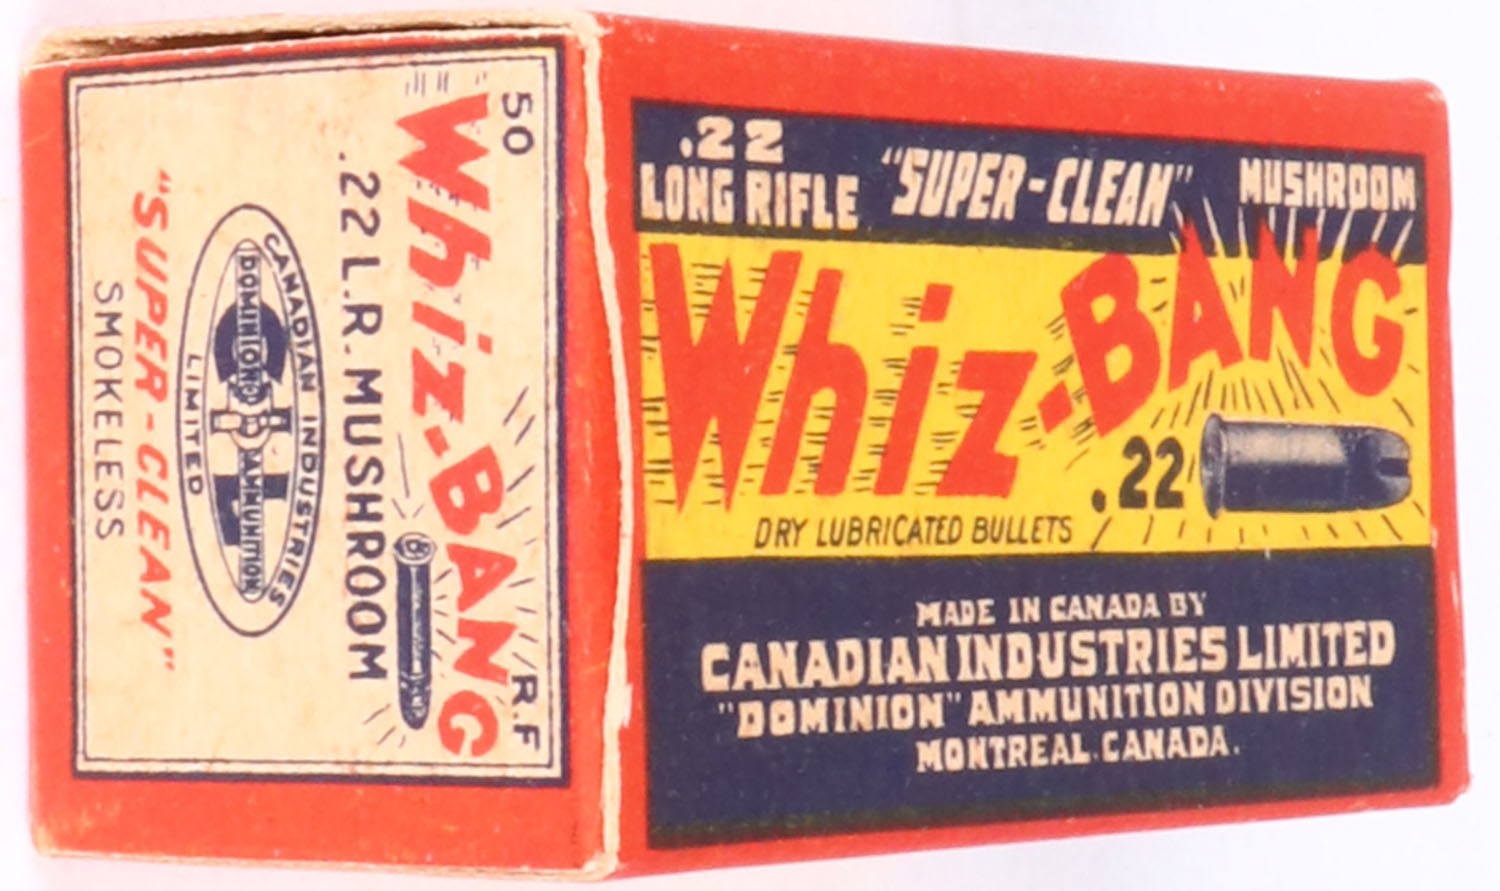 50
Whiz-BANG
R.F
.22 L.R. MUSHROOM
CANADIAN INDUSTRIES
DOMINION AMMUNITION
LIMITED
"SUPER-CLEAN"
SMOKELESS
.22
LONG RIFLE "SUPER-CLEAN" MUSHROOM
Whiz-BANG
.22
DRY LUBRICATED BULLETS
MADE IN CANADA BY
CANADIAN INDUSTRIES LIMITED
"DOMINION" AMMUNITION DIVISION
MONTREAL.CANADA.